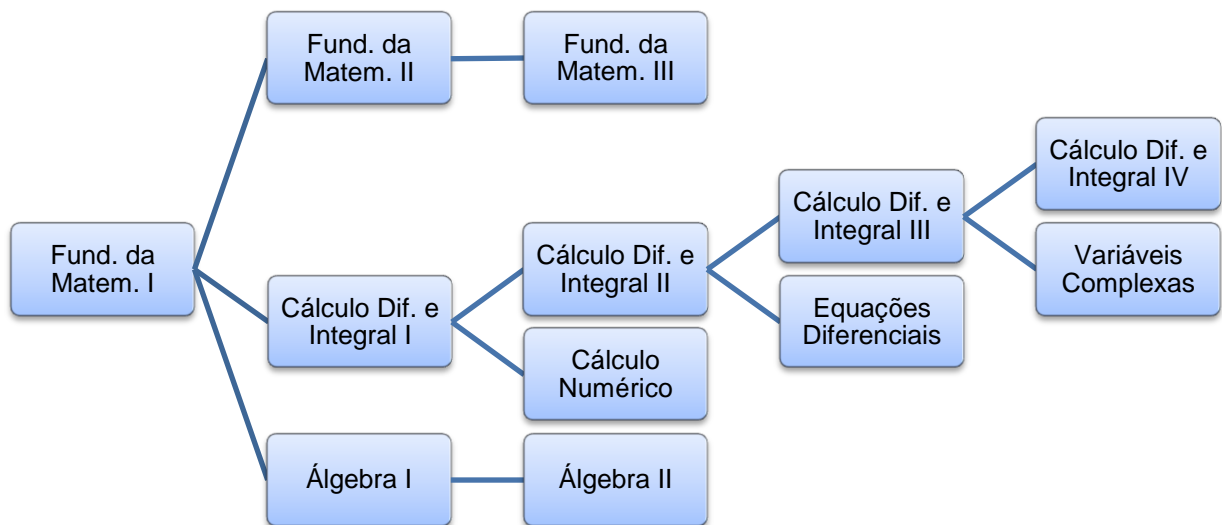 Fund. da
Matem. I
Fund. da
Matem. II
Fund. da
Matem. III
Cálculo Dif. e
Integral I
Cálculo Dif. e
Integral II
Cálculo Dif. e
Integral III
Cálculo Dif. e
Integral IV
Variáveis
Complexas
Equações
Diferenciais
Cálculo
Numérico
Álgebra I
Álgebra II